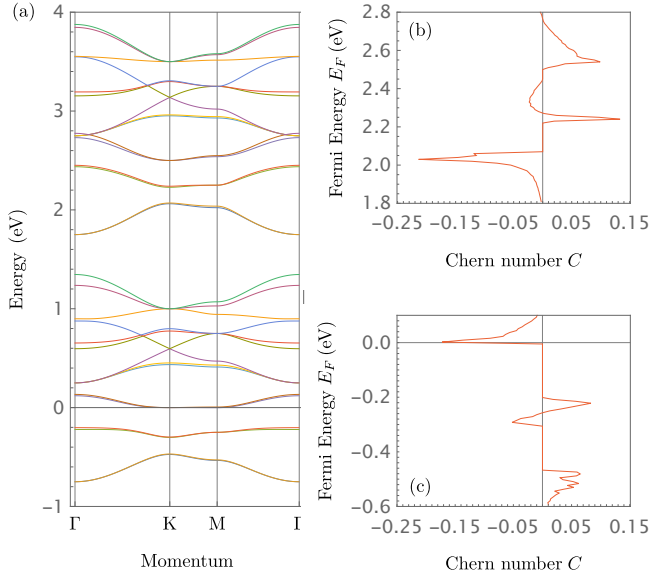 (a)
4
3
2
1
0
-1
Energy (eV)
Γ
K
M
Γ
Momentum
(b)
2.8
2.6
2.4
2.2
2.0
1.8
Fermi Energy E_F (eV)
-0.25
-0.15
-0.05
0.05
0.15
Chern number C
(c)
0.0
-0.2
-0.4
-0.6
Fermi Energy E_F (eV)
-0.25
-0.15
-0.05
0.05
0.15
Chern number C